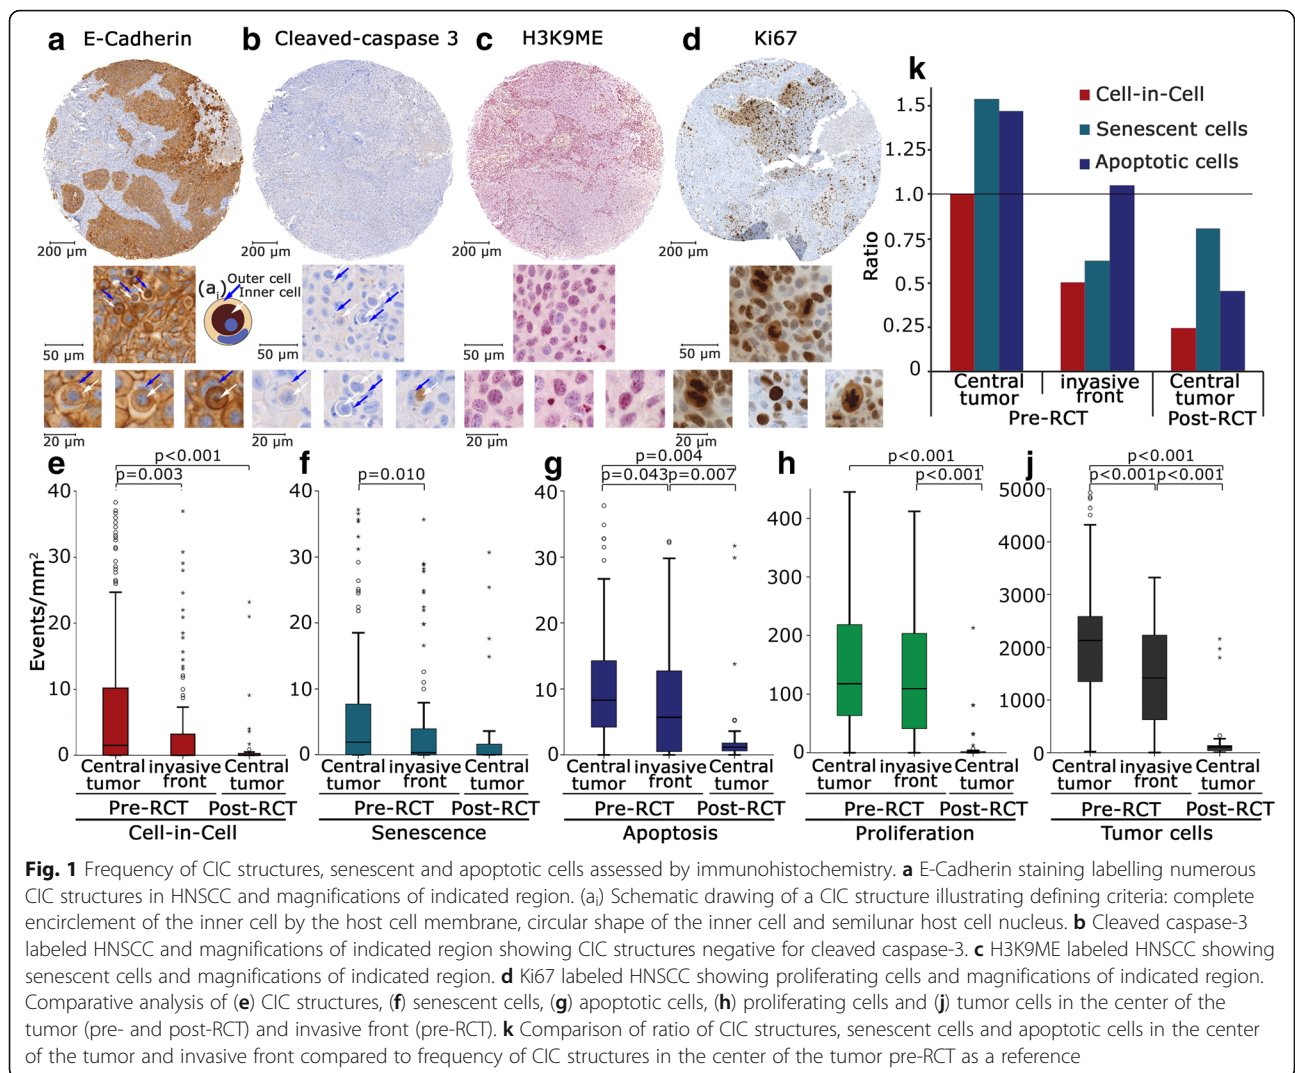 a E-Cadherin
b Cleaved-caspase 3
c H3K9ME
d Ki67
200 µm
200 µm
200 µm
200 µm
(ai)
Outer cell
Inner cell
50 µm
50 µm
50 µm
50 µm
20 µm
20 µm
20 µm
20 µm
k
Cell-in-Cell
Senescent cells
Apoptotic cells
Ratio
1.5
1.25
1.0
0.75
0.5
0.25
0
Central tumor
invasive front
Central tumor
Pre-RCT
Post-RCT
e
p<0.001
p=0.003
Events/mm2
40
30
20
10
0
Central tumor
invasive front
Central tumor
Pre-RCT
Post-RCT
Cell-in-Cell
f
p=0.010
40
30
20
10
0
Central tumor
invasive front
Central tumor
Pre-RCT
Post-RCT
Senescence
g
p=0.004
p=0.043
p=0.007
40
30
20
10
0
Central tumor
invasive front
Central tumor
Pre-RCT
Post-RCT
Apoptosis
h
p<0.001
p<0.001
400
300
200
100
0
Central tumor
invasive front
Central tumor
Pre-RCT
Post-RCT
Proliferation
j
p<0.001
p<0.001
p<0.001
5000
4000
3000
2000
1000
0
Central tumor
invasive front
Central tumor
Pre-RCT
Post-RCT
Tumor cells
Fig. 1 Frequency of CIC structures, senescent and apoptotic cells assessed by immunohistochemistry. a E-Cadherin staining labelling numerous
CIC structures in HNSCC and magnifications of indicated region. (ai) Schematic drawing of a CIC structure illustrating defining criteria: complete
encirclement of the inner cell by the host cell membrane, circular shape of the inner cell and semilunar host cell nucleus. b Cleaved caspase-3
labeled HNSCC and magnifications of indicated region showing CIC structures negative for cleaved caspase-3. c H3K9ME labeled HNSCC showing
senescent cells and magnifications of indicated region. d Ki67 labeled HNSCC showing proliferating cells and magnifications of indicated region.
Comparative analysis of (e) CIC structures, (f) senescent cells, (g) apoptotic cells, (h) proliferating cells and (j) tumor cells in the center of the
tumor (pre- and post-RCT) and invasive front (pre-RCT). k Comparison of ratio of CIC structures, senescent cells and apoptotic cells in the center
of the tumor and invasive front compared to frequency of CIC structures in the center of the tumor pre-RCT as a reference